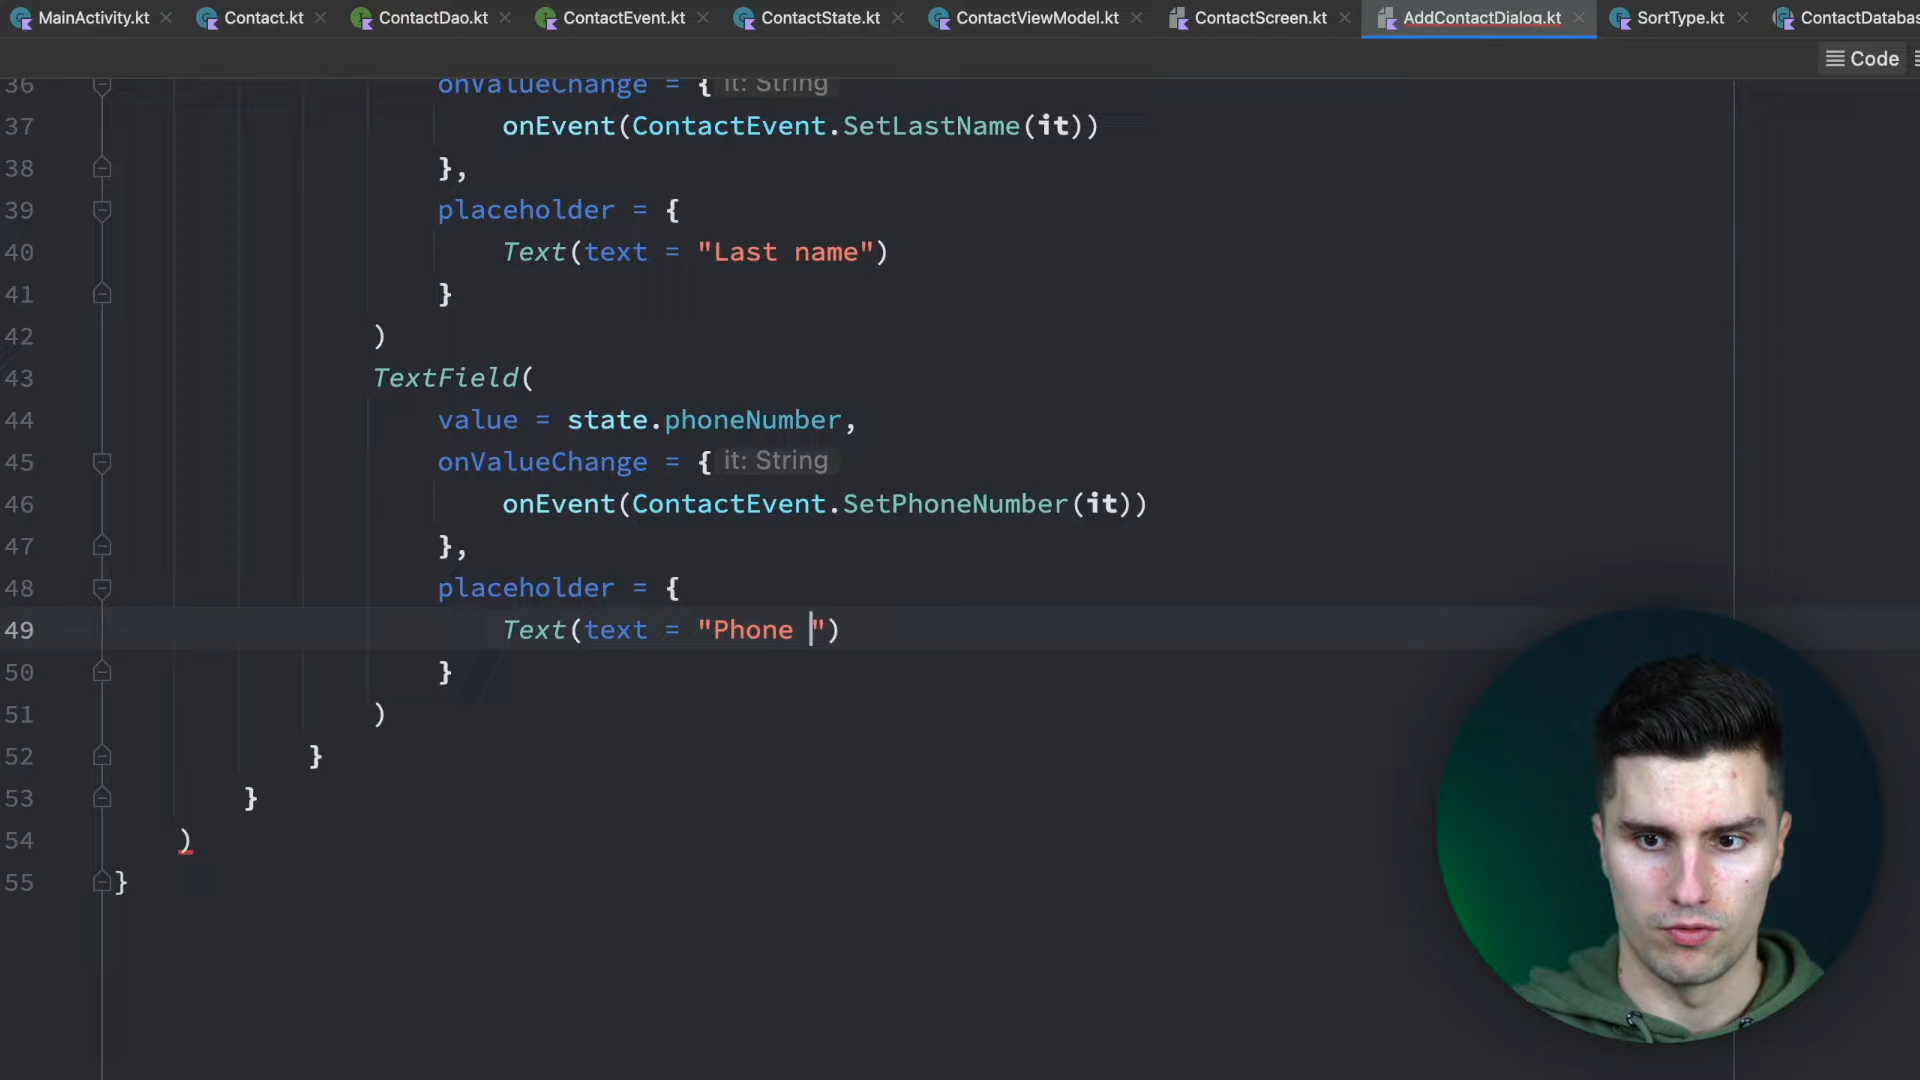 MainActivity.kt Contact.kt ContactDao.kt ContactEvent.kt ContactState.kt ContactViewModel.kt ContactScreen.kt AddContactDialog.kt SortType.kt ContactDatabas
Code
36 onValueChange = { it: String
37 onEvent(ContactEvent.SetLastName(it))
38 },
39 placeholder = {
40 Text(text = "Last name")
41 }
42 )
43 TextField(
44 value = state.phoneNumber,
45 onValueChange = { it: String
46 onEvent(ContactEvent.SetPhoneNumber(it))
47 },
48 placeholder = {
49 Text(text = "Phone ")
50 }
51 )
52 }
53 }
54 )
55 }